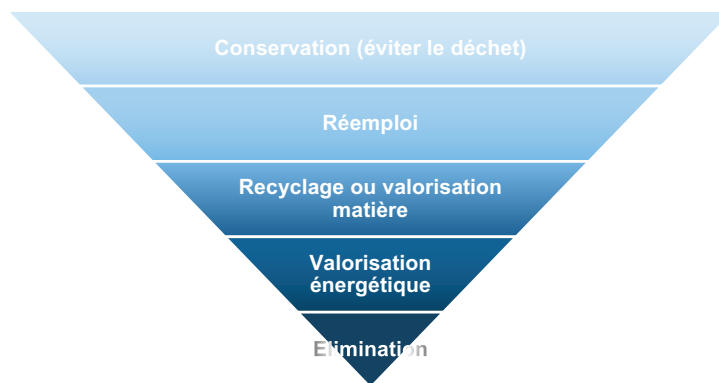 Conservation (éviter le déchet)
Réemploi
Recyclage ou valorisation
matière
Valorisation
énergétique
Elimination